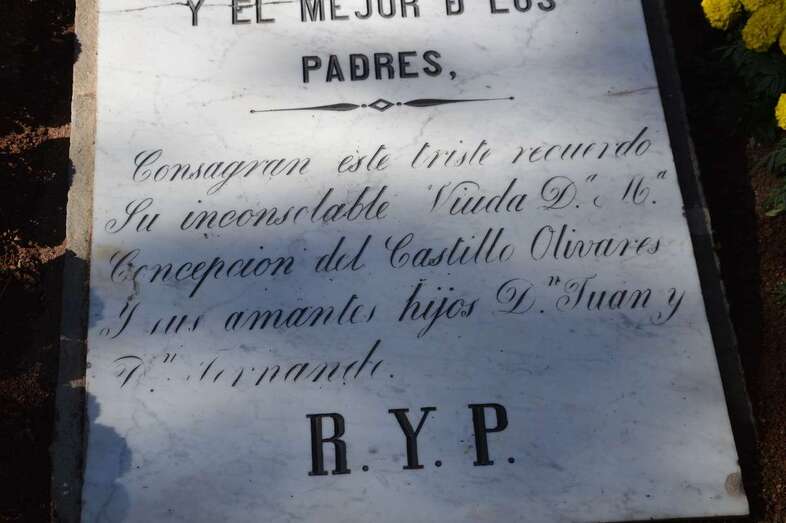 Y EL MEJOR D LOS
PADRES,
Consagran este triste recuerdo
Su inconsolable Viuda D.ª M.ª
Concepcion del Castillo Olivares
Y sus amantes hijos D.ⁿ Juan y
D.ⁿ Fernando.
R.Y.P.